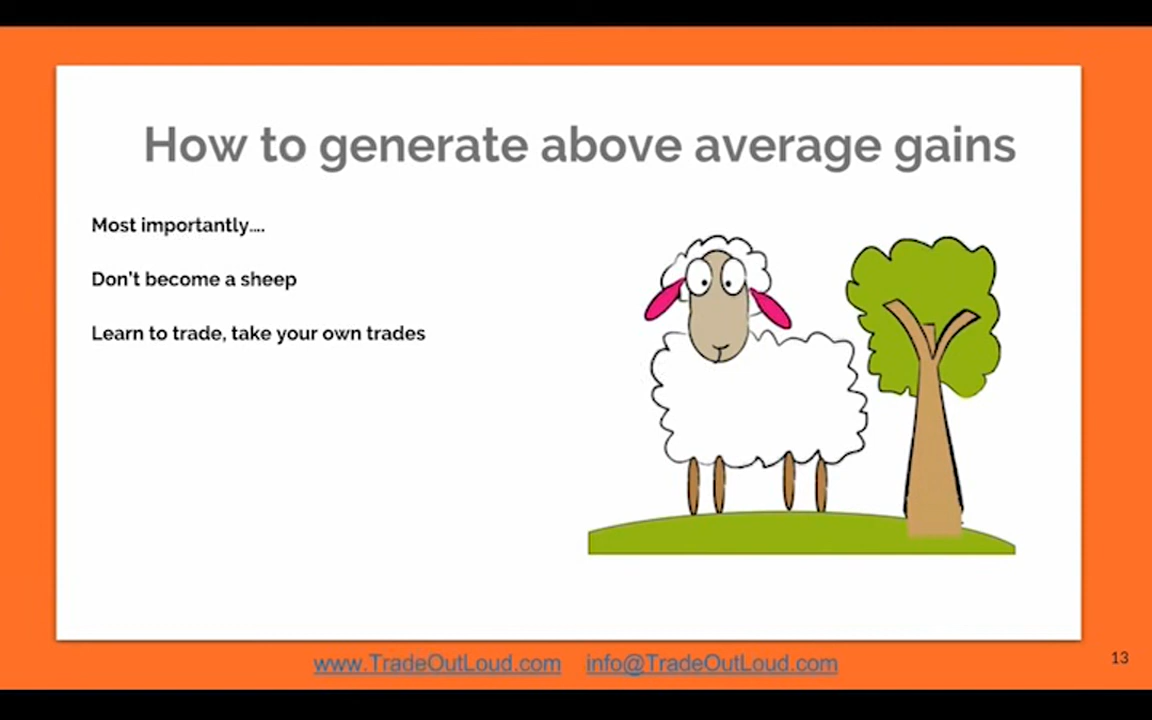 How to generate above average gains
Most importantly....
Don't become a sheep
Learn to trade, take your own trades
www.TradeOutLoud.com info@TradeOutLoud.com
13